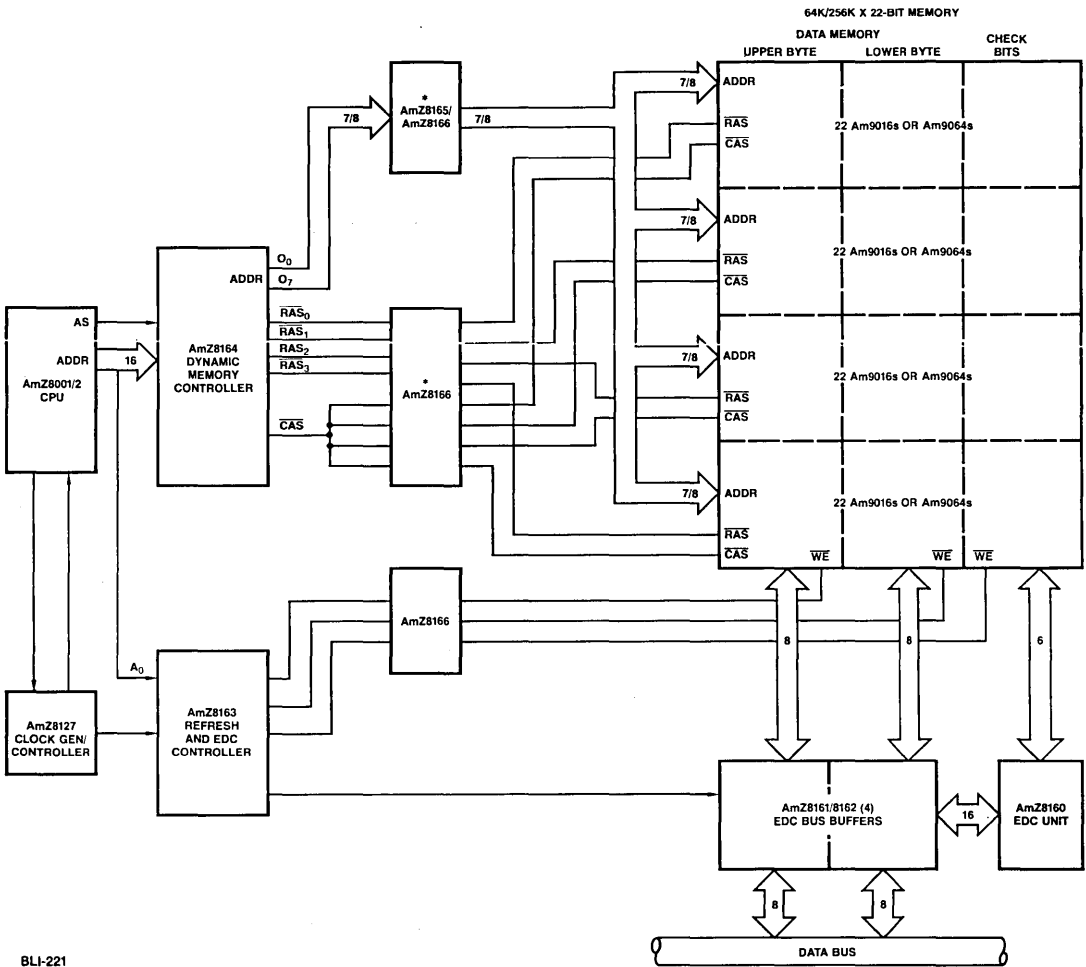 64K/256K X 22-BIT MEMORY
DATA MEMORY
UPPER BYTE
LOWER BYTE
CHECK
BITS
*
AmZ8165/
AmZ8166
7/8
7/8
7/8
ADDR
RAS
CAS
22 Am9016s OR Am9064s
7/8
ADDR
RAS
CAS
22 Am9016s OR Am9064s
7/8
ADDR
RAS
CAS
22 Am9016s OR Am9064s
7/8
ADDR
RAS
CAS
22 Am9016s OR Am9064s
WE
WE
WE
AS
ADDR
16
AmZ8001/2
CPU
AmZ8164
DYNAMIC
MEMORY
CONTROLLER
ADDR
O0
O7
RAS0
RAS1
RAS2
RAS3
CAS
*
AmZ8166
AmZ8166
A0
AmZ8127
CLOCK GEN/
CONTROLLER
AmZ8163
REFRESH
AND EDC
CONTROLLER
8
8
6
AmZ8161/8162 (4)
EDC BUS BUFFERS
16
AmZ8160
EDC UNIT
8
8
DATA BUS
BLI-221